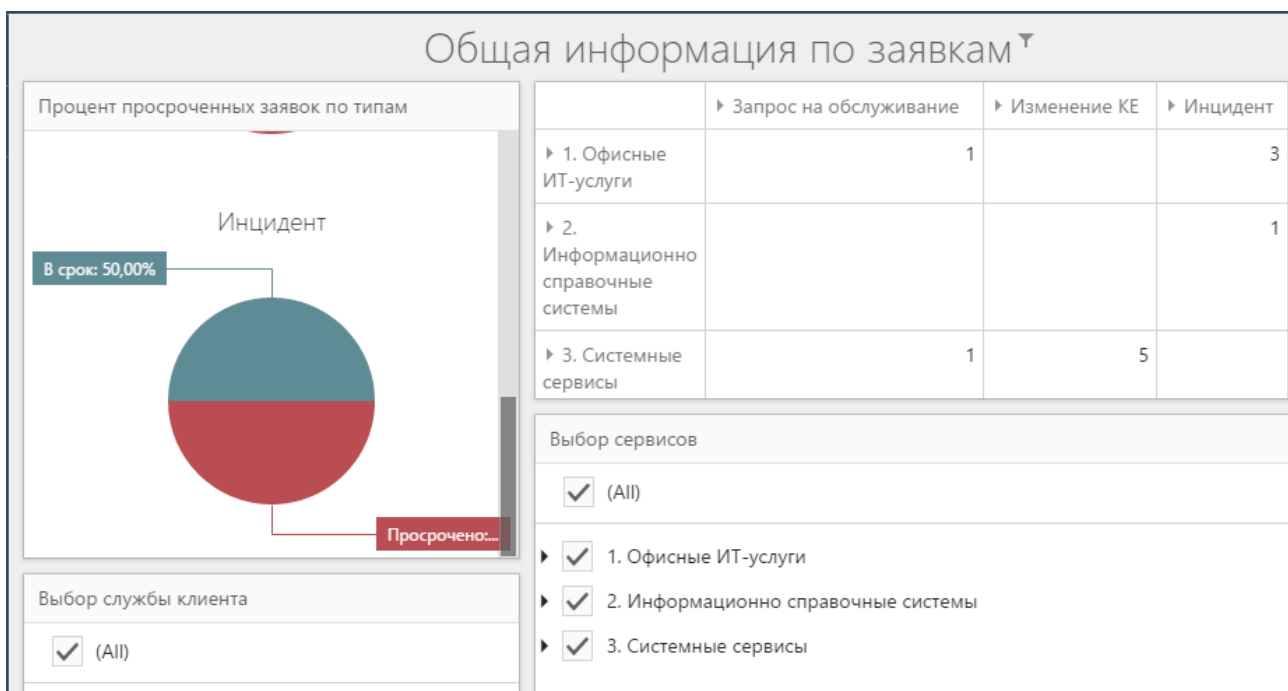 Общая информация по заявкам
Процент просроченных заявок по типам
Инцидент
В срок: 50,00%
Просрочено:...
Выбор службы клиента
(All)
Запрос на обслуживание Изменение КЕ Инцидент
1. Офисные
ИТ-услуги
1 3
2.
Информационно
справочные
системы
1
3. Системные
сервисы
1 5
Выбор сервисов
(All)
1. Офисные ИТ-услуги
2. Информационно справочные системы
3. Системные сервисы